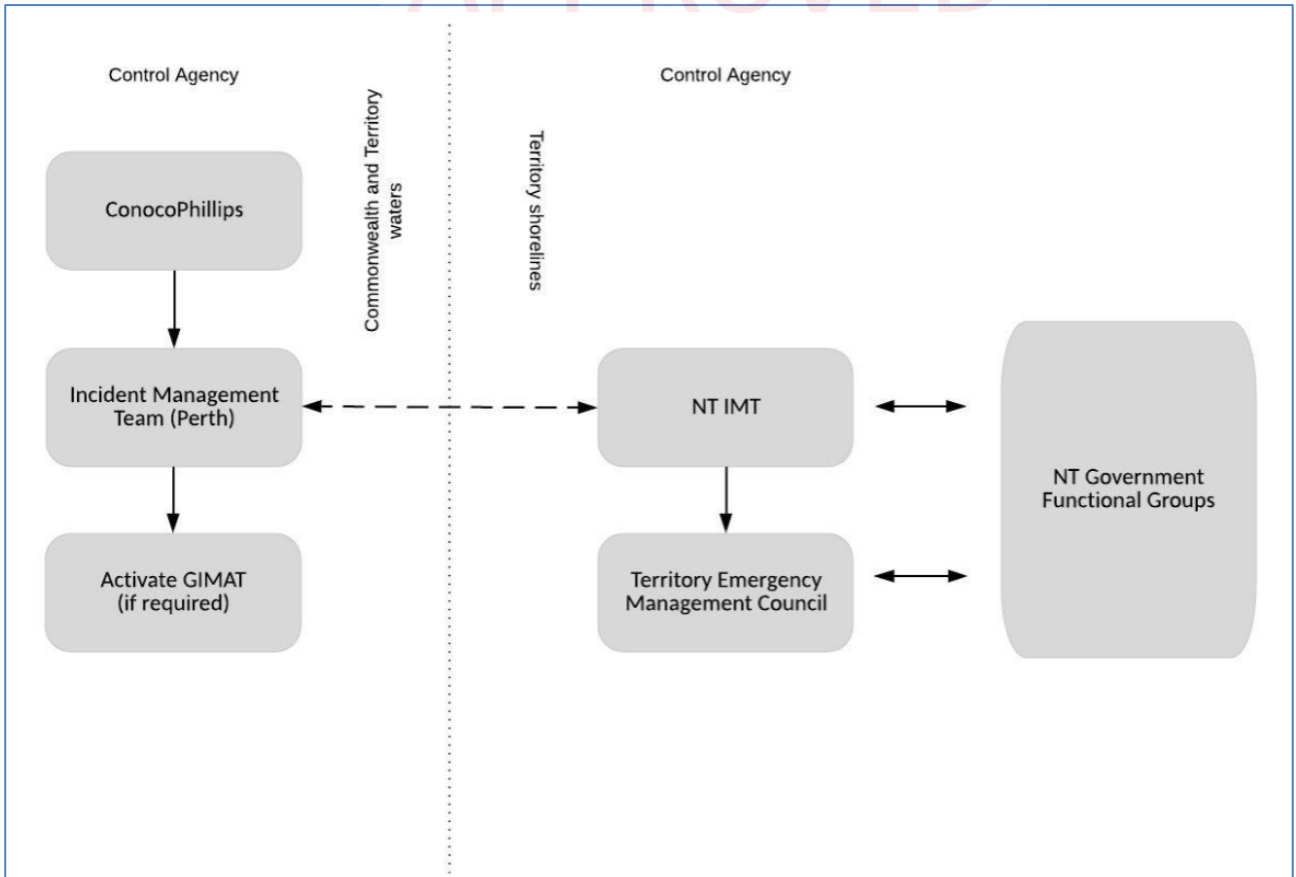 APPROVED
Control Agency
Commonwealth and Territory
waters
ConocoPhillips
Incident Management
Team (Perth)
Activate GIMAT
(if required)
Control Agency
Territory shorelines
NT IMT
Territory Emergency
Management Council
NT Government
Functional Groups